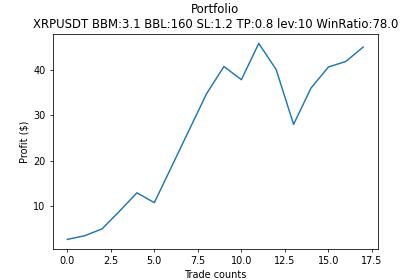 Portfolio
XRPUSDT BBM:3.1 BBL:160 SL:1.2 TP:0.8 lev:10 WinRatio:78.0
40
30
20
10
Profit ($)
0.0 2.5 5.0 7.5 10.0 12.5 15.0 17.5
Trade counts